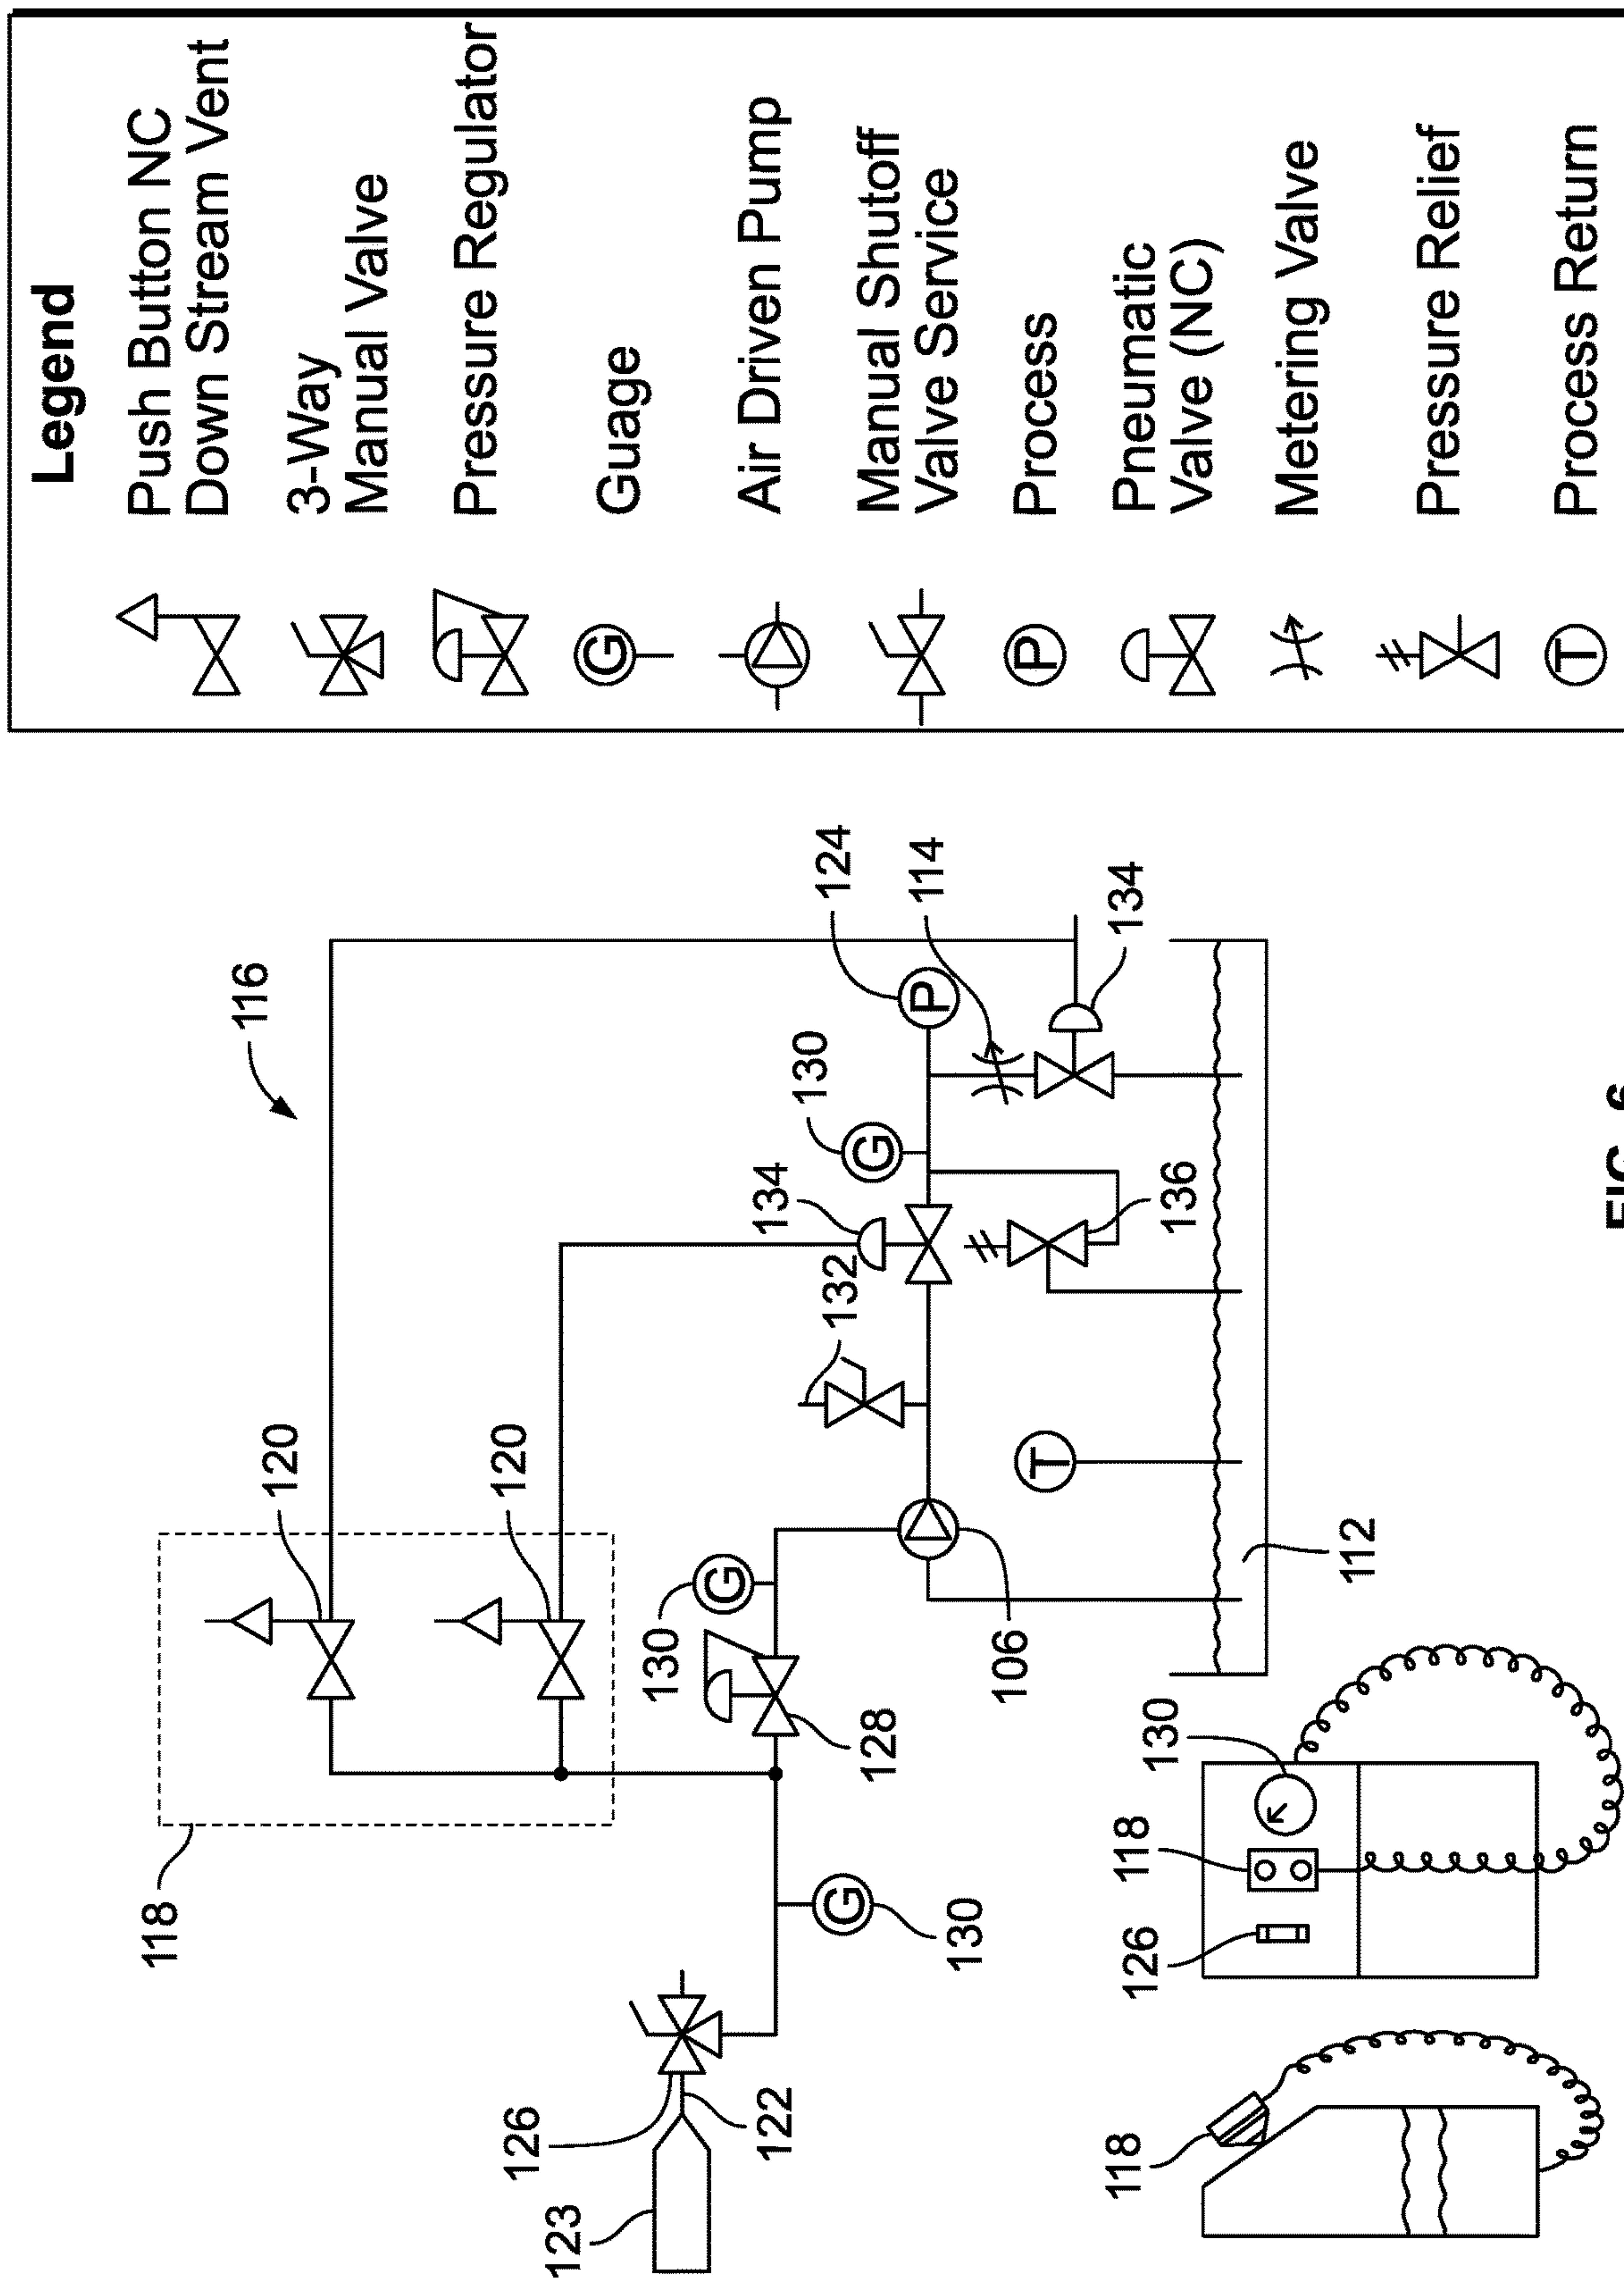 118
116
120
120
126
123
130
G
134
122
130
124
132
G
G
128
114
P
130
106
T
134
118
126
118
130
136
112
FIG. 6
Legend
Push Button NC
Down Stream Vent
3-Way
Manual Valve
Pressure Regulator
G Guage
Air Driven Pump
Manual Shutoff
Valve Service
P Process
Pneumatic
Valve (NC)
Metering Valve
Pressure Relief
T Process Return